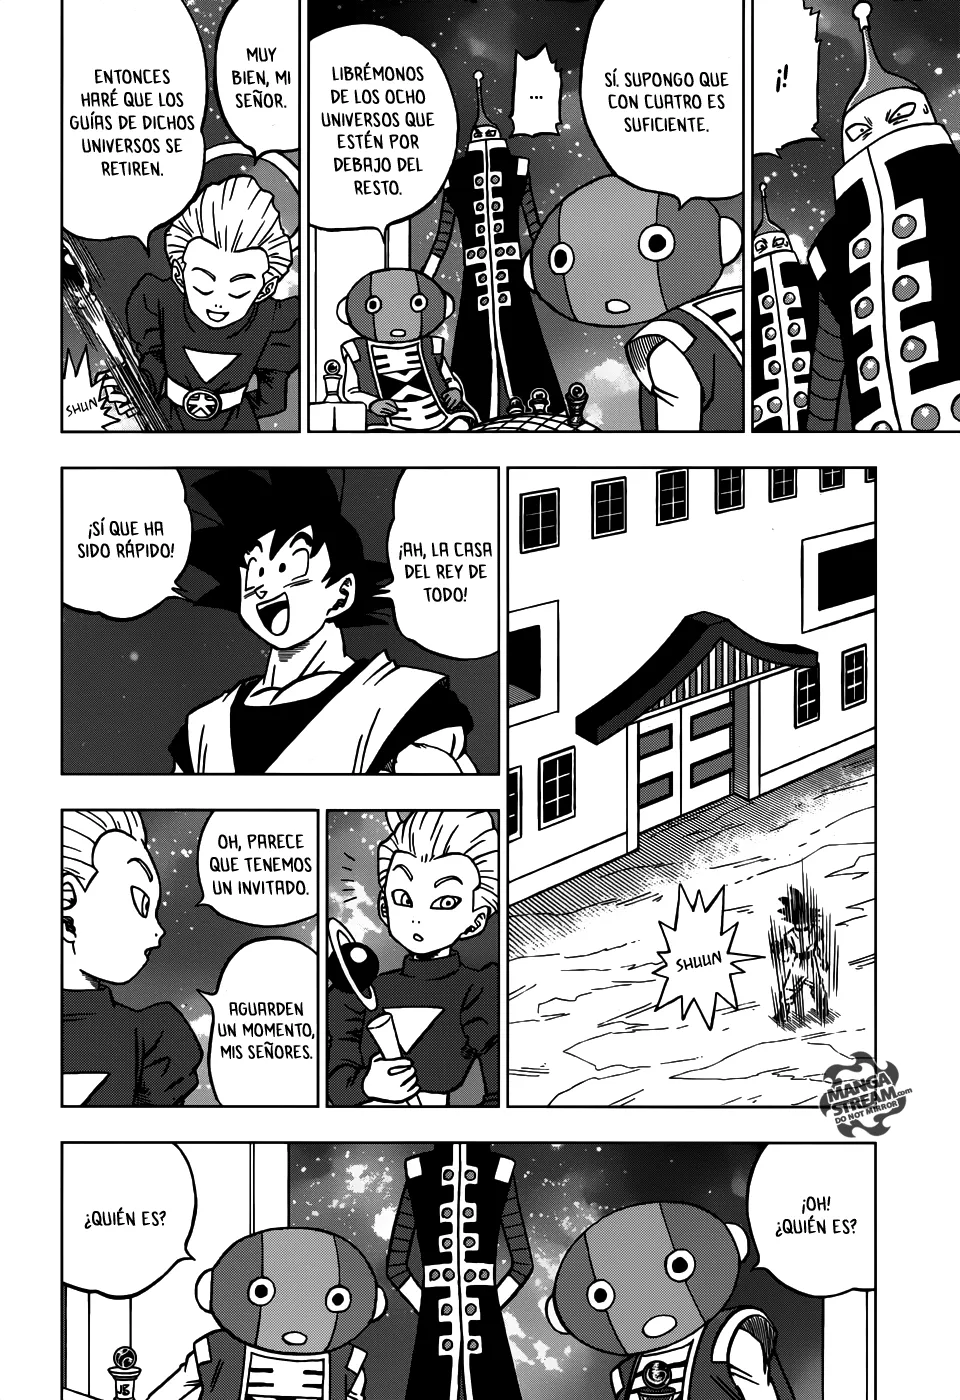 ¡!
SÍ. SUPONGO QUE
CON CUATRO ES
SUFICIENTE.
...
LIBRÉMONOS
DE LOS OCHO
UNIVERSOS QUE
ESTÉN POR
DEBAJO DEL
RESTO.
MUY
BIEN, MI
SEÑOR.
ENTONCES
HARÉ QUE LOS
GUÍAS DE DICHOS
UNIVERSOS SE
RETIREN.
SHUN
SHUUN
¡AH, LA CASA
DEL REY DE
TODO!
¡SÍ QUE HA
SIDO RÁPIDO!
OH, PARECE
QUE TENEMOS
UN INVITADO.
AGUARDEN
UN MOMENTO,
MIS SEÑORES.
MANGA
STREAM.com
DO NOT MIRROR
¡OH!
¿QUIÉN ES?
¿QUIÉN ES?